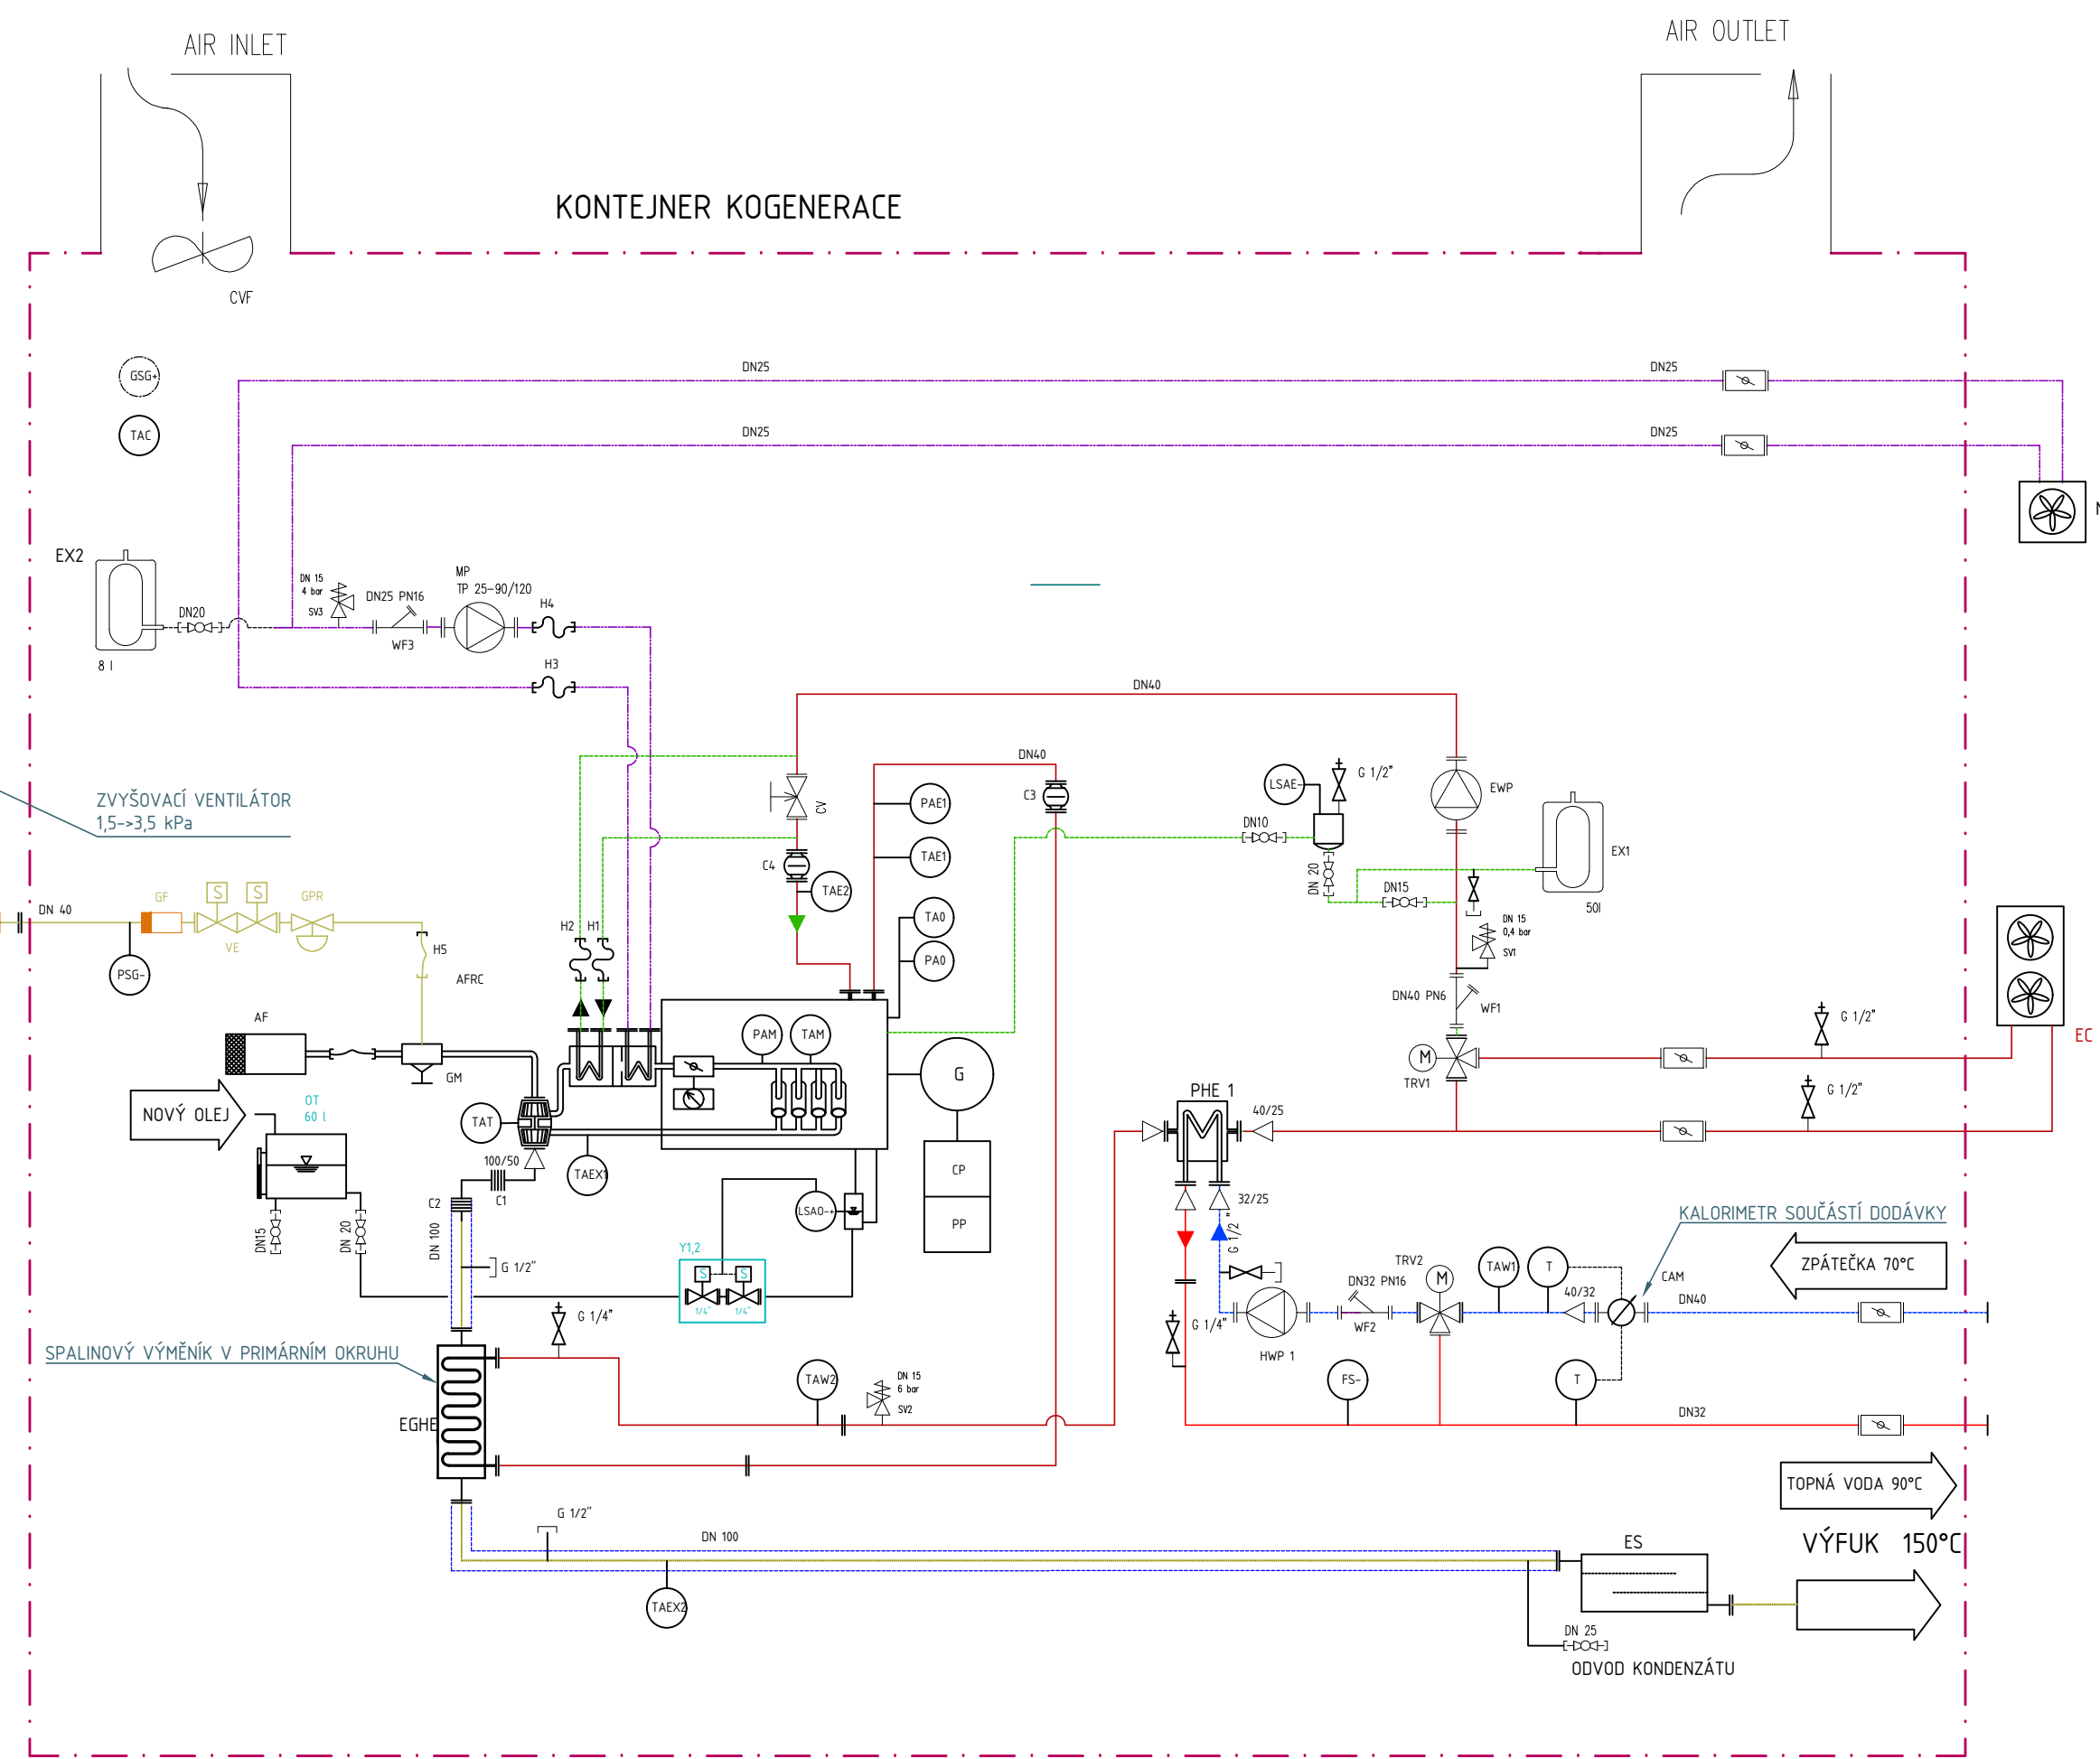 AIR INLET
AIR OUTLET
KONTEJNER KOGENERACE
CVF
GSG+
TAC
DN25
DN25
DN25
DN25
EX2
8 l
DN20
DN 15
4 bar
SV3
DN25 PN16
WF3
MP
TP 25-90/120
H4
H3
DN40
DN40
ZVYŠOVACÍ VENTILÁTOR
1,5->3,5 kPa
CV
C4
TAE2
PAE1
TAE1
TAO
PAO
C3
LSAE-
G 1/2"
DN10
DN 20
DN15
EWP
EX1
50l
DN 15
0,4 bar
SV1
DN40 PN6
WF1
M
TRV1
G 1/2"
G 1/2"
EC
DN 40
PSG-
GF
S
S
VE
GPR
H5
H2
H1
AFRC
AF
GM
NOVÝ OLEJ
OT
60 l
DN15
DN 20
TAT
TAEX1
PAM
TAM
G
CP
PP
LSAO-+
100/50
C1
C2
DN 100
G 1/2"
Y1,2
S
S
1/4"
1/4"
G 1/4"
PHE 1
40/25
32/25
G 1/2"
G 1/4"
HWP 1
DN32 PN16
WF2
TRV2
M
TAW1
T
40/32
CAM
DN40
KALORIMETR SOUČÁSTÍ DODÁVKY
ZPÁTEČKA 70°C
FS-
T
DN32
TOPNÁ VODA 90°C
SPALINOVÝ VÝMĚNÍK V PRIMÁRNÍM OKRUHU
EGHE
TAW2
DN 15
6 bar
SV2
G 1/2"
DN 100
TAEX2
ES
VÝFUK 150°C
DN 25
ODVOD KONDENZÁTU